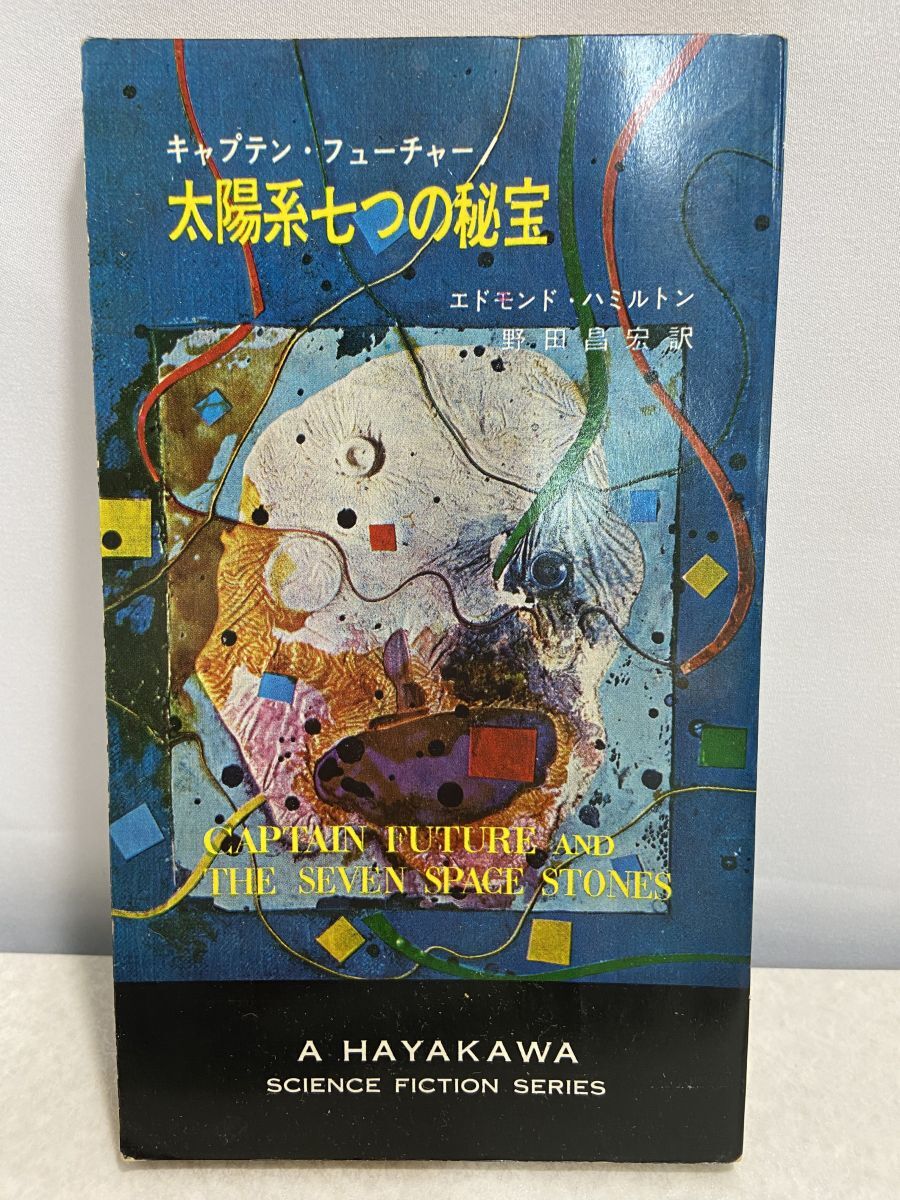 キャプテン・フューチャー
太陽系七つの秘宝
エドモンド・ハミルトン
野田昌宏訳
CAPTAIN FUTURE AND
THE SEVEN SPACE STONES
A HAYAKAWA
SCIENCE FICTION SERIES